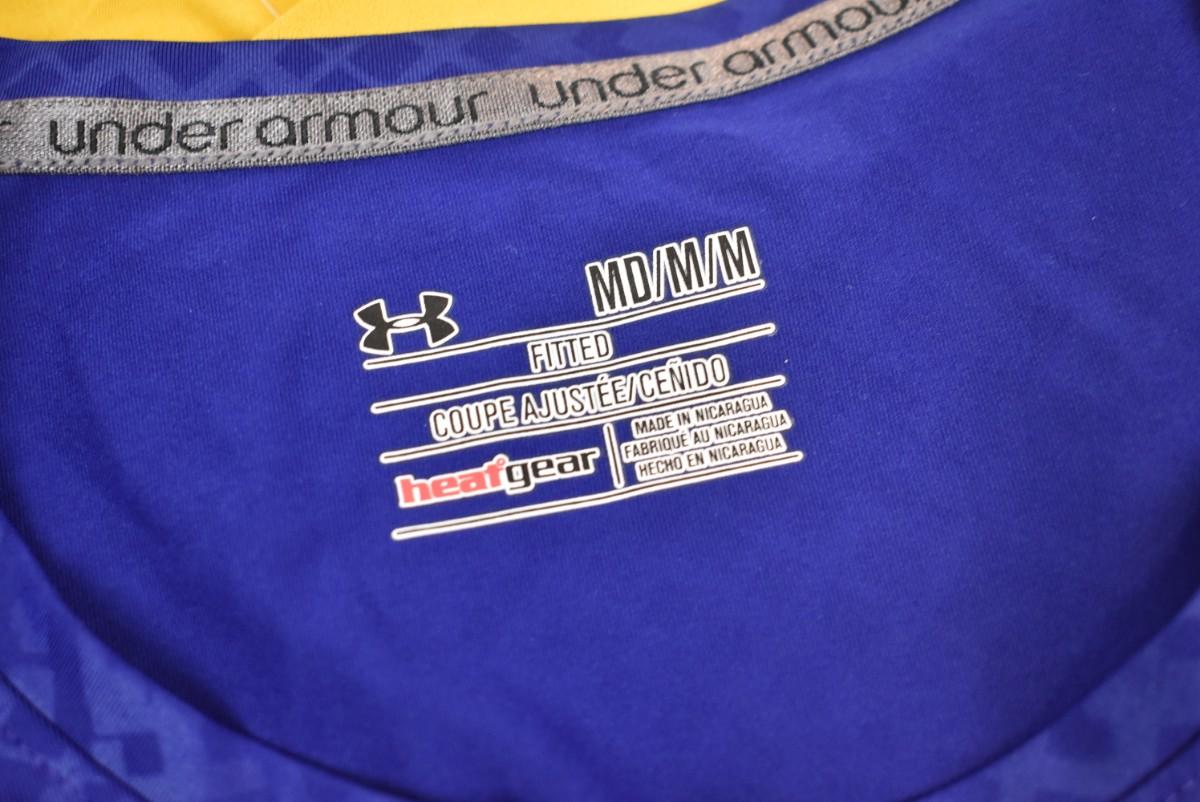 under armour under armour
MD/M/M
FITTED
COUPE AJUSTÉE/CEÑIDO
heatgear
MADE IN NICARAGUA
FABRIQUÉ AU NICARAGUA
HECHO EN NICARAGUA